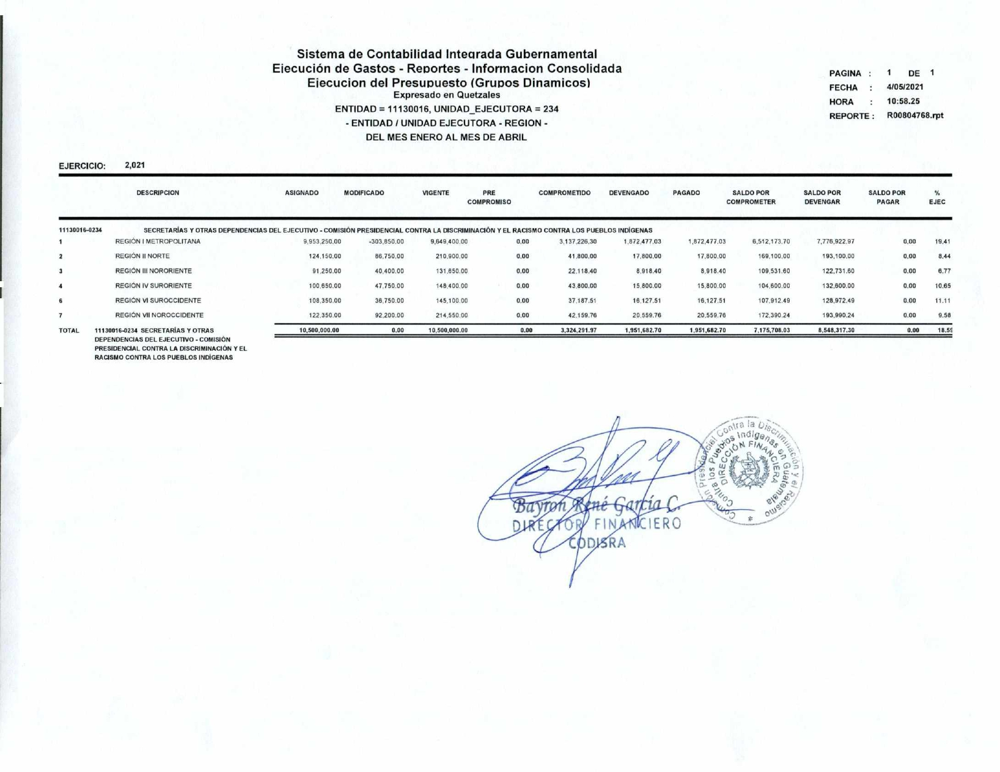 Sistema de Contabilidad Integrada Gubernamental
Ejecución de Gastos - Reportes - Informacion Consolidada
Ejecucion del Presupuesto (Grupos Dinamicos)
Expresado en Quetzales
ENTIDAD = 11130016, UNIDAD_EJECUTORA = 234
- ENTIDAD / UNIDAD EJECUTORA - REGION -
DEL MES ENERO AL MES DE ABRIL
PAGINA : 1 DE 1
FECHA : 4/05/2021
HORA : 10:58.25
REPORTE : R00804768.rpt
EJERCICIO: 2,021
DESCRIPCION ASIGNADO MODIFICADO VIGENTE PRE COMPROMISO COMPROMETIDO DEVENGADO PAGADO SALDO POR COMPROMETER SALDO POR DEVENGAR SALDO POR PAGAR % EJEC
11130016-0234 SECRETARÍAS Y OTRAS DEPENDENCIAS DEL EJECUTIVO - COMISIÓN PRESIDENCIAL CONTRA LA DISCRIMINACIÓN Y EL RACISMO CONTRA LOS PUEBLOS INDÍGENAS
1 REGIÓN I METROPOLITANA 9,953,250.00 -303,850.00 9,649,400.00 0.00 3,137,226.30 1,872,477.03 1,872,477.03 6,512,173.70 7,776,922.97 0.00 19.41
2 REGIÓN II NORTE 124,150.00 86,750.00 210,900.00 0.00 41,800.00 17,800.00 17,800.00 169,100.00 193,100.00 0.00 8.44
3 REGIÓN III NORORIENTE 91,250.00 40,400.00 131,650.00 0.00 22,118.40 8,918.40 8,918.40 109,531.60 122,731.60 0.00 6.77
4 REGIÓN IV SURORIENTE 100,650.00 47,750.00 148,400.00 0.00 43,800.00 15,800.00 15,800.00 104,600.00 132,600.00 0.00 10.65
6 REGIÓN VI SUROCCIDENTE 108,350.00 36,750.00 145,100.00 0.00 37,187.51 16,127.51 16,127.51 107,912.49 128,972.49 0.00 11.11
7 REGIÓN VII NOROCCIDENTE 122,350.00 92,200.00 214,550.00 0.00 42,159.76 20,559.76 20,559.76 172,390.24 193,990.24 0.00 9.58
TOTAL 11130016-0234 SECRETARÍAS Y OTRAS 10,500,000.00 0.00 10,500,000.00 0.00 3,324,291.97 1,951,682.70 1,951,682.70 7,175,708.03 8,548,317.30 0.00 18.59
DEPENDENCIAS DEL EJECUTIVO - COMISIÓN
PRESIDENCIAL CONTRA LA DISCRIMINACIÓN Y EL
RACISMO CONTRA LOS PUEBLOS INDÍGENAS
Bayron René García C.
DIRECTOR FINANCIERO
CODISRA
Comisión Presidencial Contra la Discriminación y el Racismo
Contra los Pueblos Indígenas en Guatemala
DIRECCIÓN FINANCIERA
*